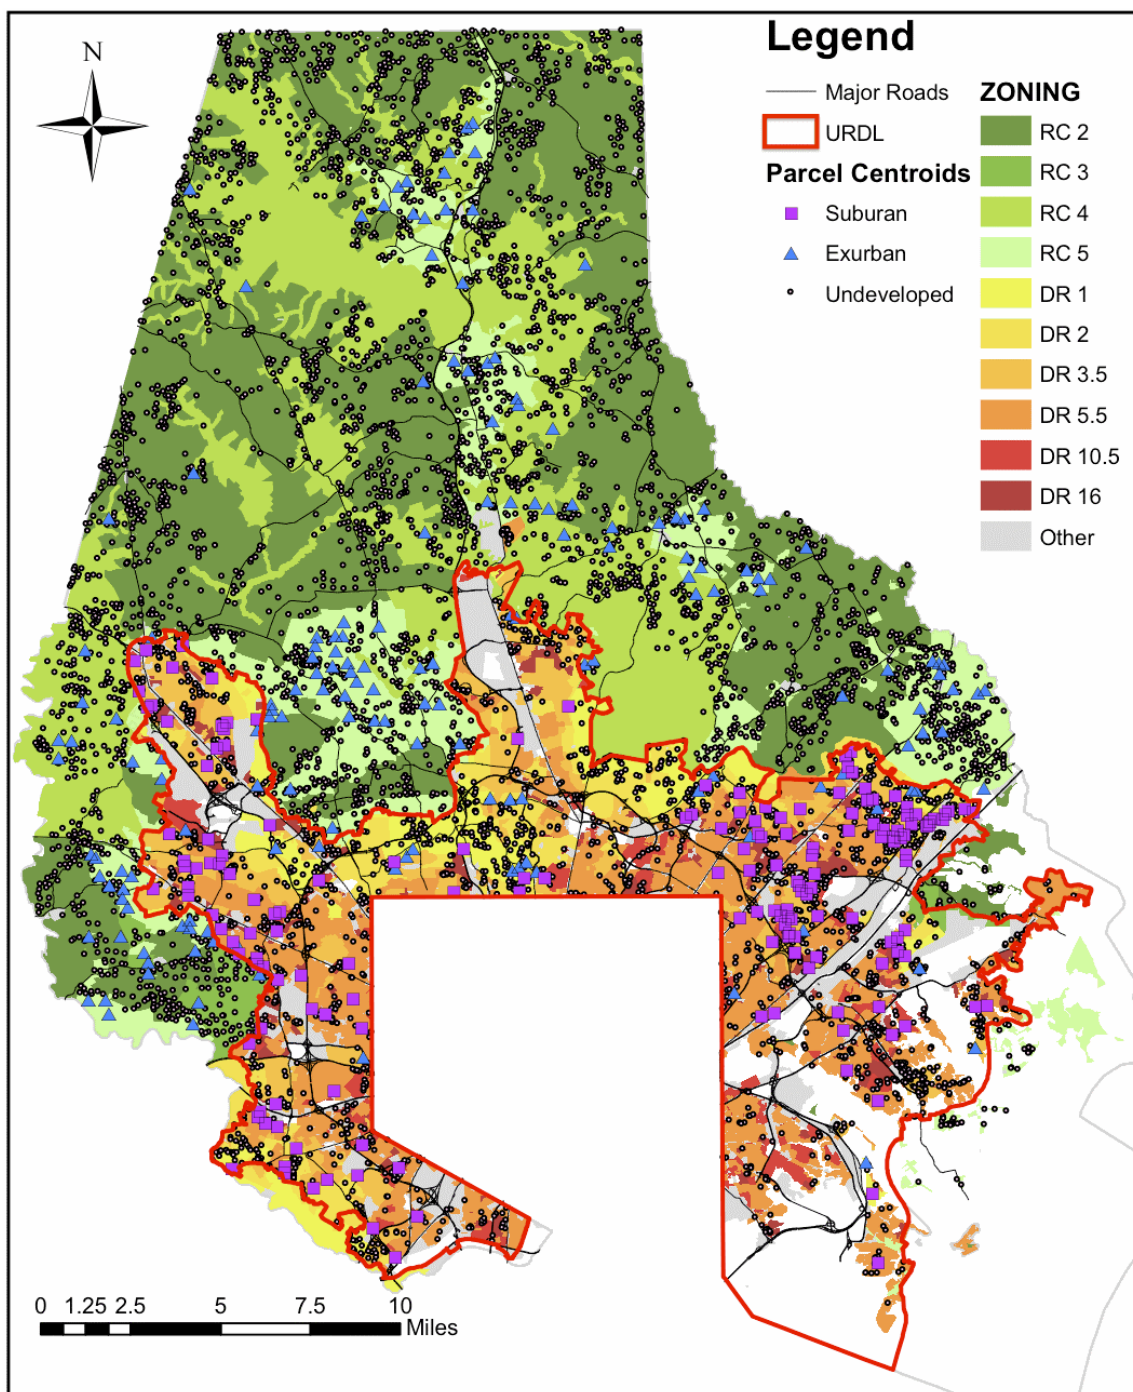 Legend
N
Major Roads
URDL
Parcel Centroids
Suburan
Exurban
Undeveloped
ZONING
RC 2
RC 3
RC 4
RC 5
DR 1
DR 2
DR 3.5
DR 5.5
DR 10.5
DR 16
Other
0 1.25 2.5 5 7.5 10
Miles